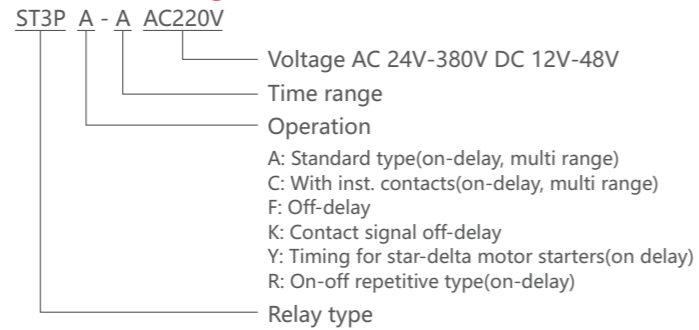 ST3P A - A AC220V
Voltage AC 24V-380V DC 12V-48V
Time range
Operation
A: Standard type(on-delay, multi range)
C: With inst. contacts(on-delay, multi range)
F: Off-delay
K: Contact signal off-delay
Y: Timing for star-delta motor starters(on delay)
R: On-off repetitive type(on-delay)
Relay type